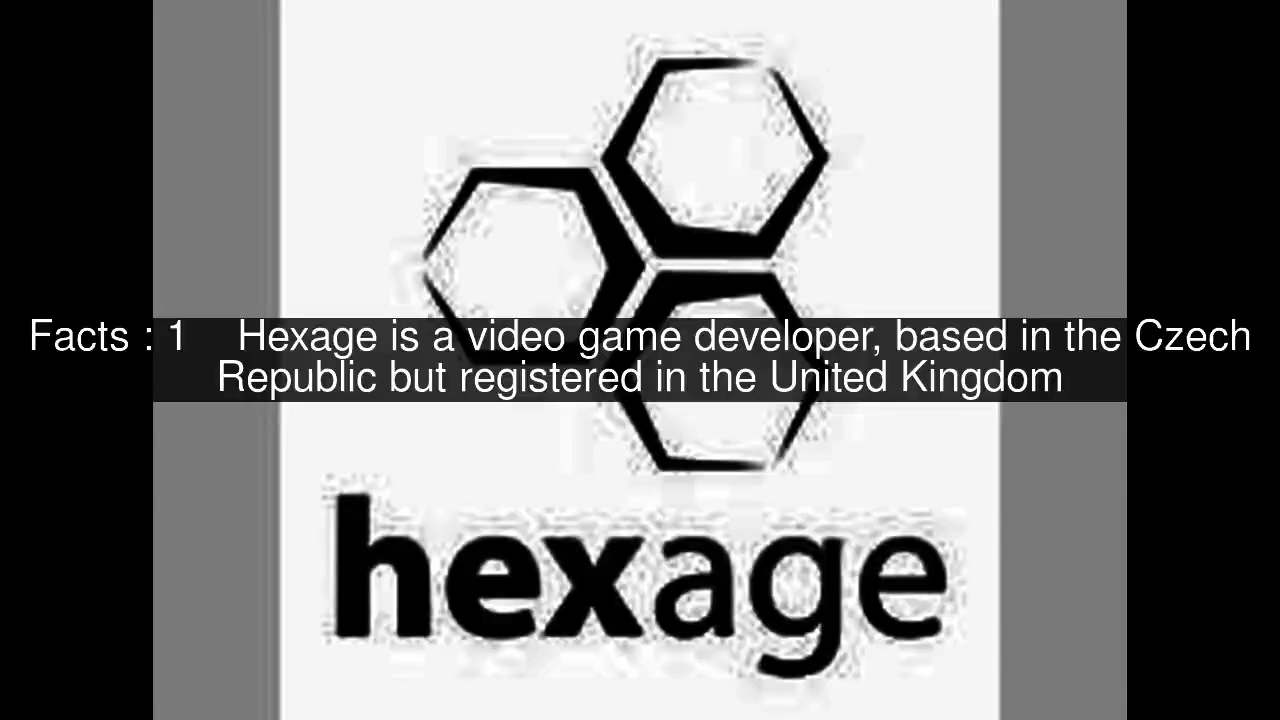 Facts : 1    Hexage is a video game developer, based in the Czech
Republic but registered in the United Kingdom
hexage